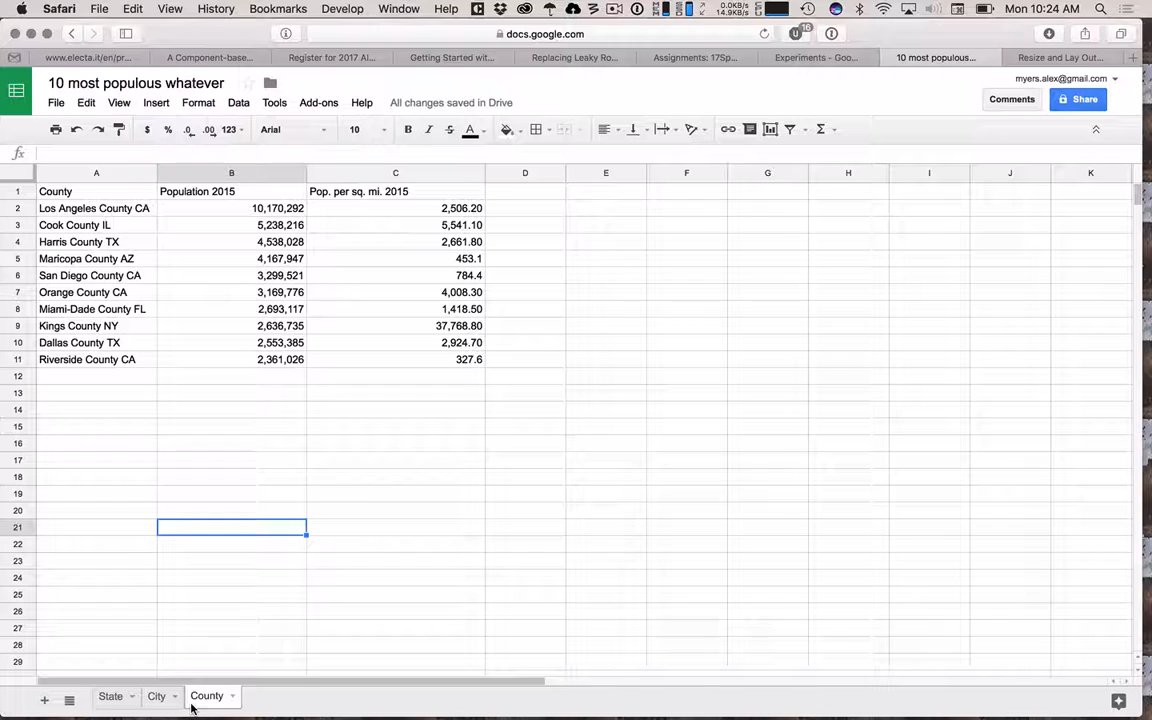 Safari File Edit View History Bookmarks Develop Window Help 0.0KB/s 14.9KB/s Mon 10:24 AM
docs.google.com 16
www.electa.it/en/pr... A Component-base... Register for 2017 Al... Getting Started wit... Replacing Leaky Ro... Assignments: 17Sp... Experiments - Goo... 10 most populous... Resize and Lay Out...
10 most populous whatever myers.alex@gmail.com
File Edit View Insert Format Data Tools Add-ons Help All changes saved in Drive Comments Share
$ % .0 .00 123 Arial 10 B I S A Σ
fx
A B C D E F G H I J K
1 County Population 2015 Pop. per sq. mi. 2015
2 Los Angeles County CA 10,170,292 2,506.20
3 Cook County IL 5,238,216 5,541.10
4 Harris County TX 4,538,028 2,661.80
5 Maricopa County AZ 4,167,947 453.1
6 San Diego County CA 3,299,521 784.4
7 Orange County CA 3,169,776 4,008.30
8 Miami-Dade County FL 2,693,117 1,418.50
9 Kings County NY 2,636,735 37,768.80
10 Dallas County TX 2,553,385 2,924.70
11 Riverside County CA 2,361,026 327.6
12
13
14
15
16
17
18
19
20
21
22
23
24
25
26
27
28
29
State City County